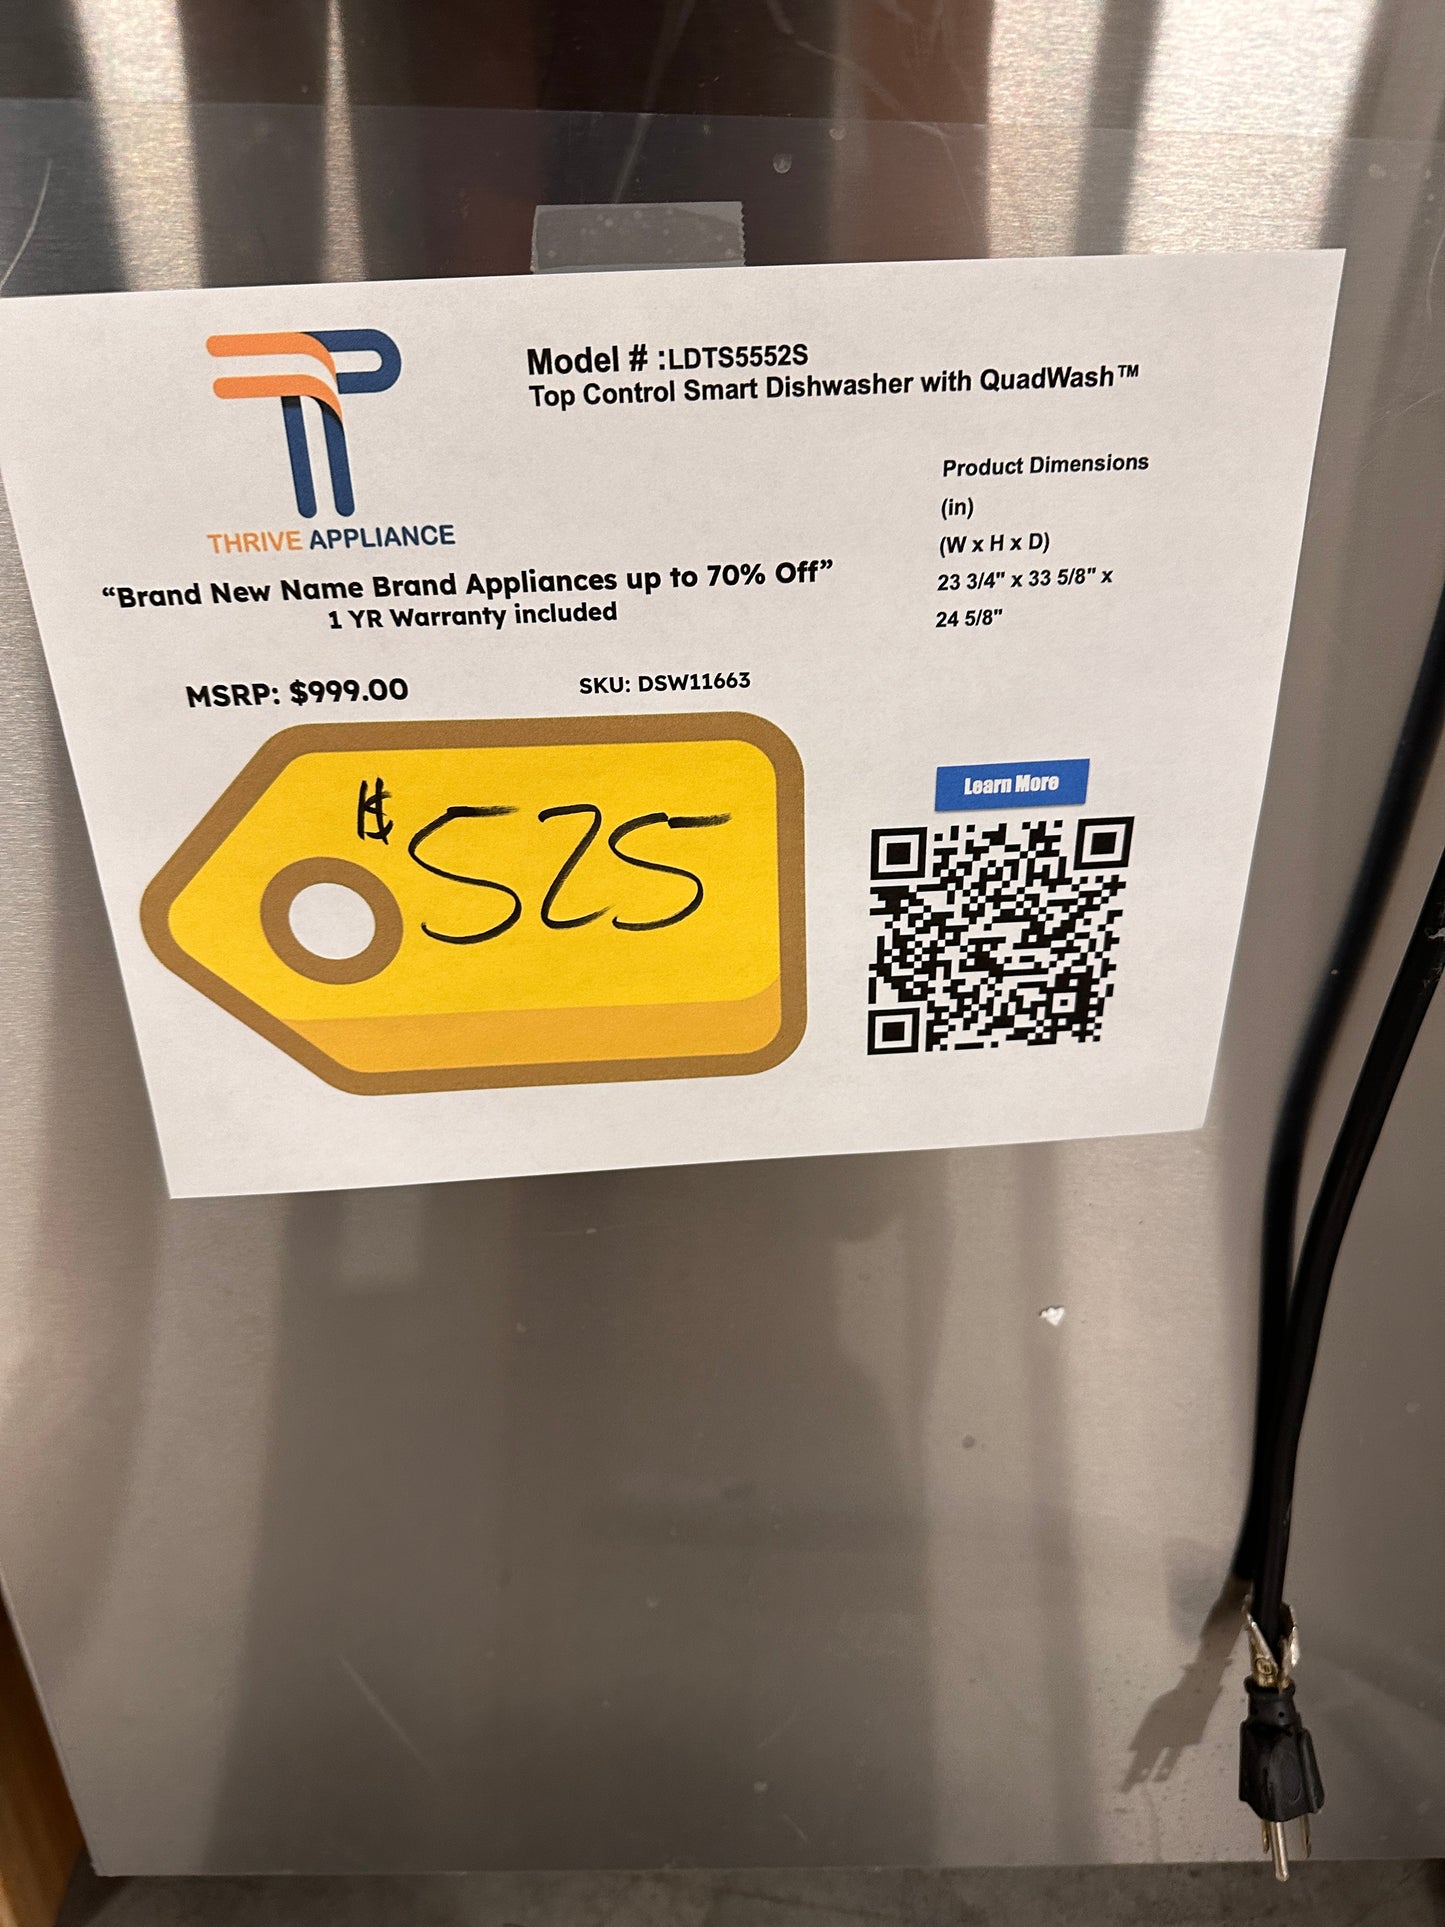 THRIVE APPLIANCE
Model # :LDTS5552S
Top Control Smart Dishwasher with QuadWash™
“Brand New Name Brand Appliances up to 70% Off”
1 YR Warranty included
Product Dimensions
(in)
(W x H x D)
23 3/4" x 33 5/8" x
24 5/8"
MSRP: $999.00
SKU: DSW11663
$525
Learn More